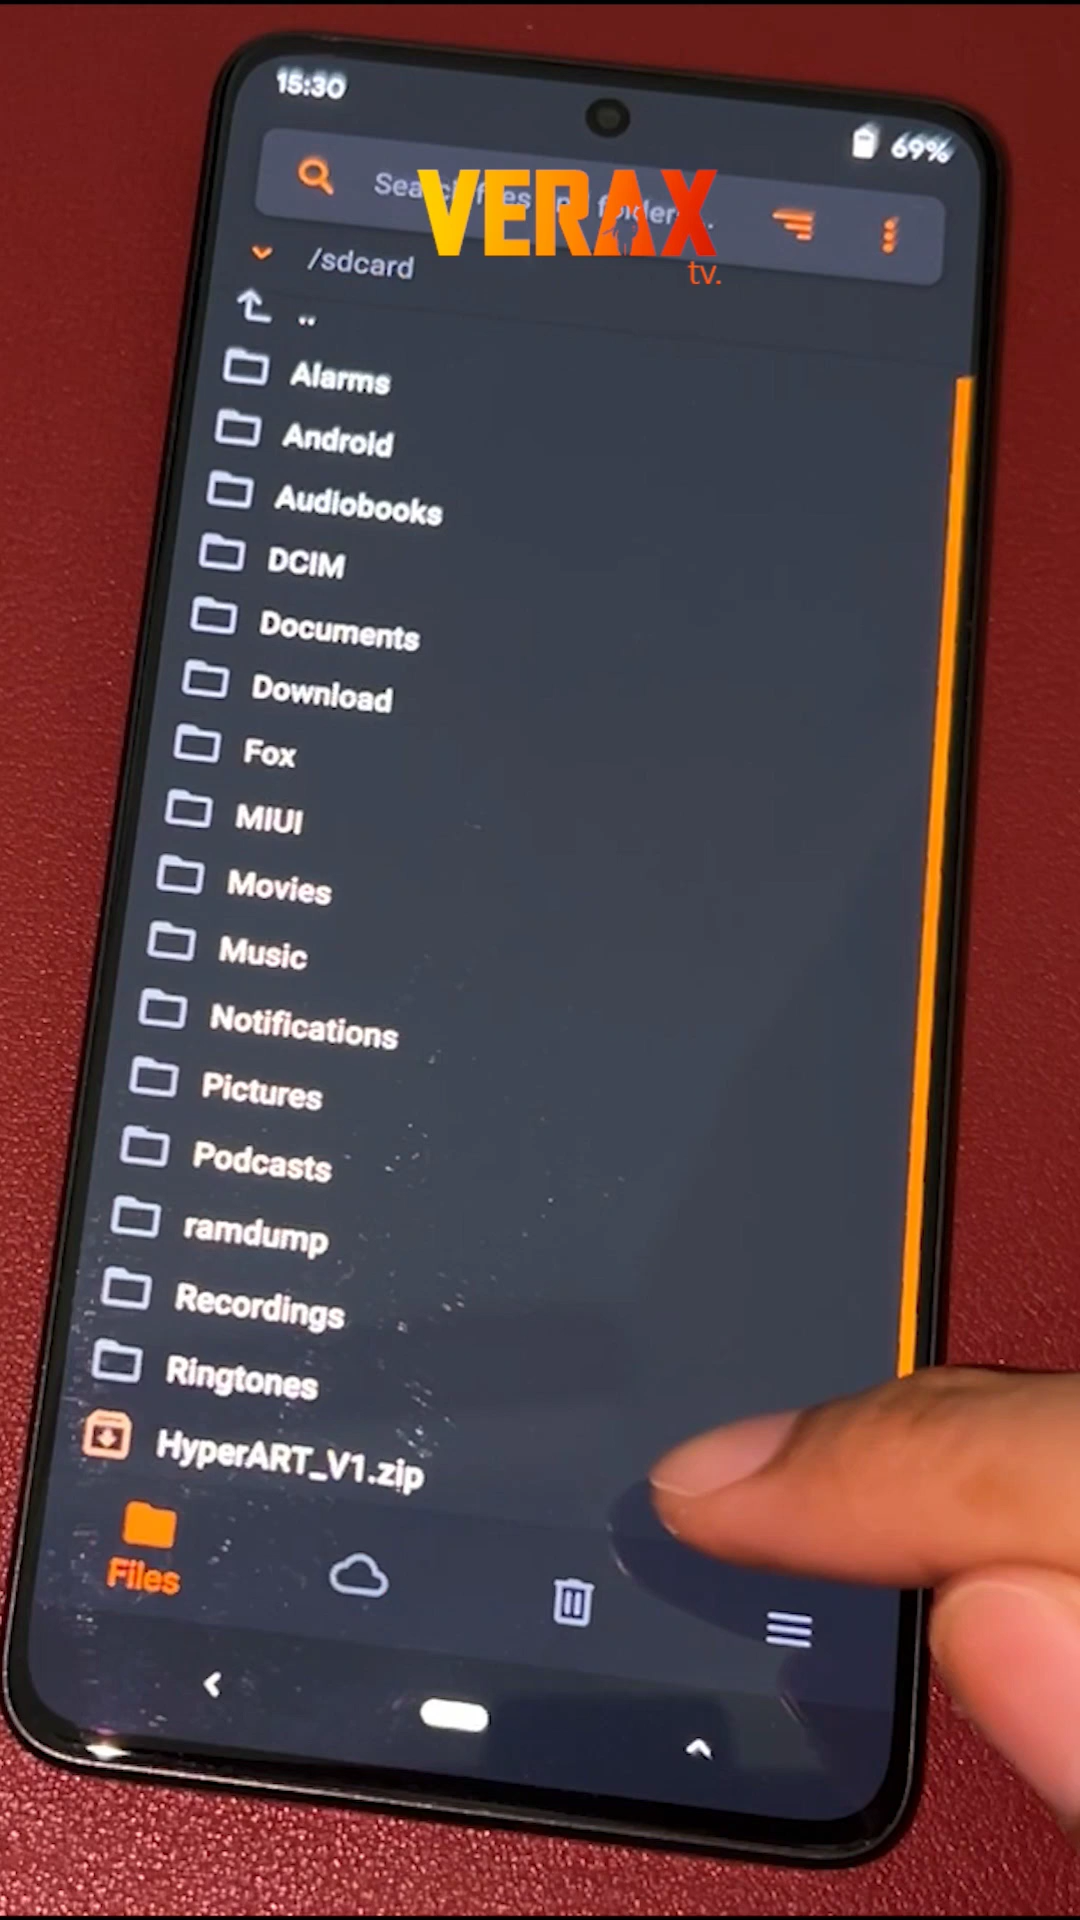 15:30
69%
VERAX
tv.
/sdcard
..
Alarms
Android
Audiobooks
DCIM
Documents
Download
Fox
MIUI
Movies
Music
Notifications
Pictures
Podcasts
ramdump
Recordings
Ringtones
HyperART_V1.zip
Files